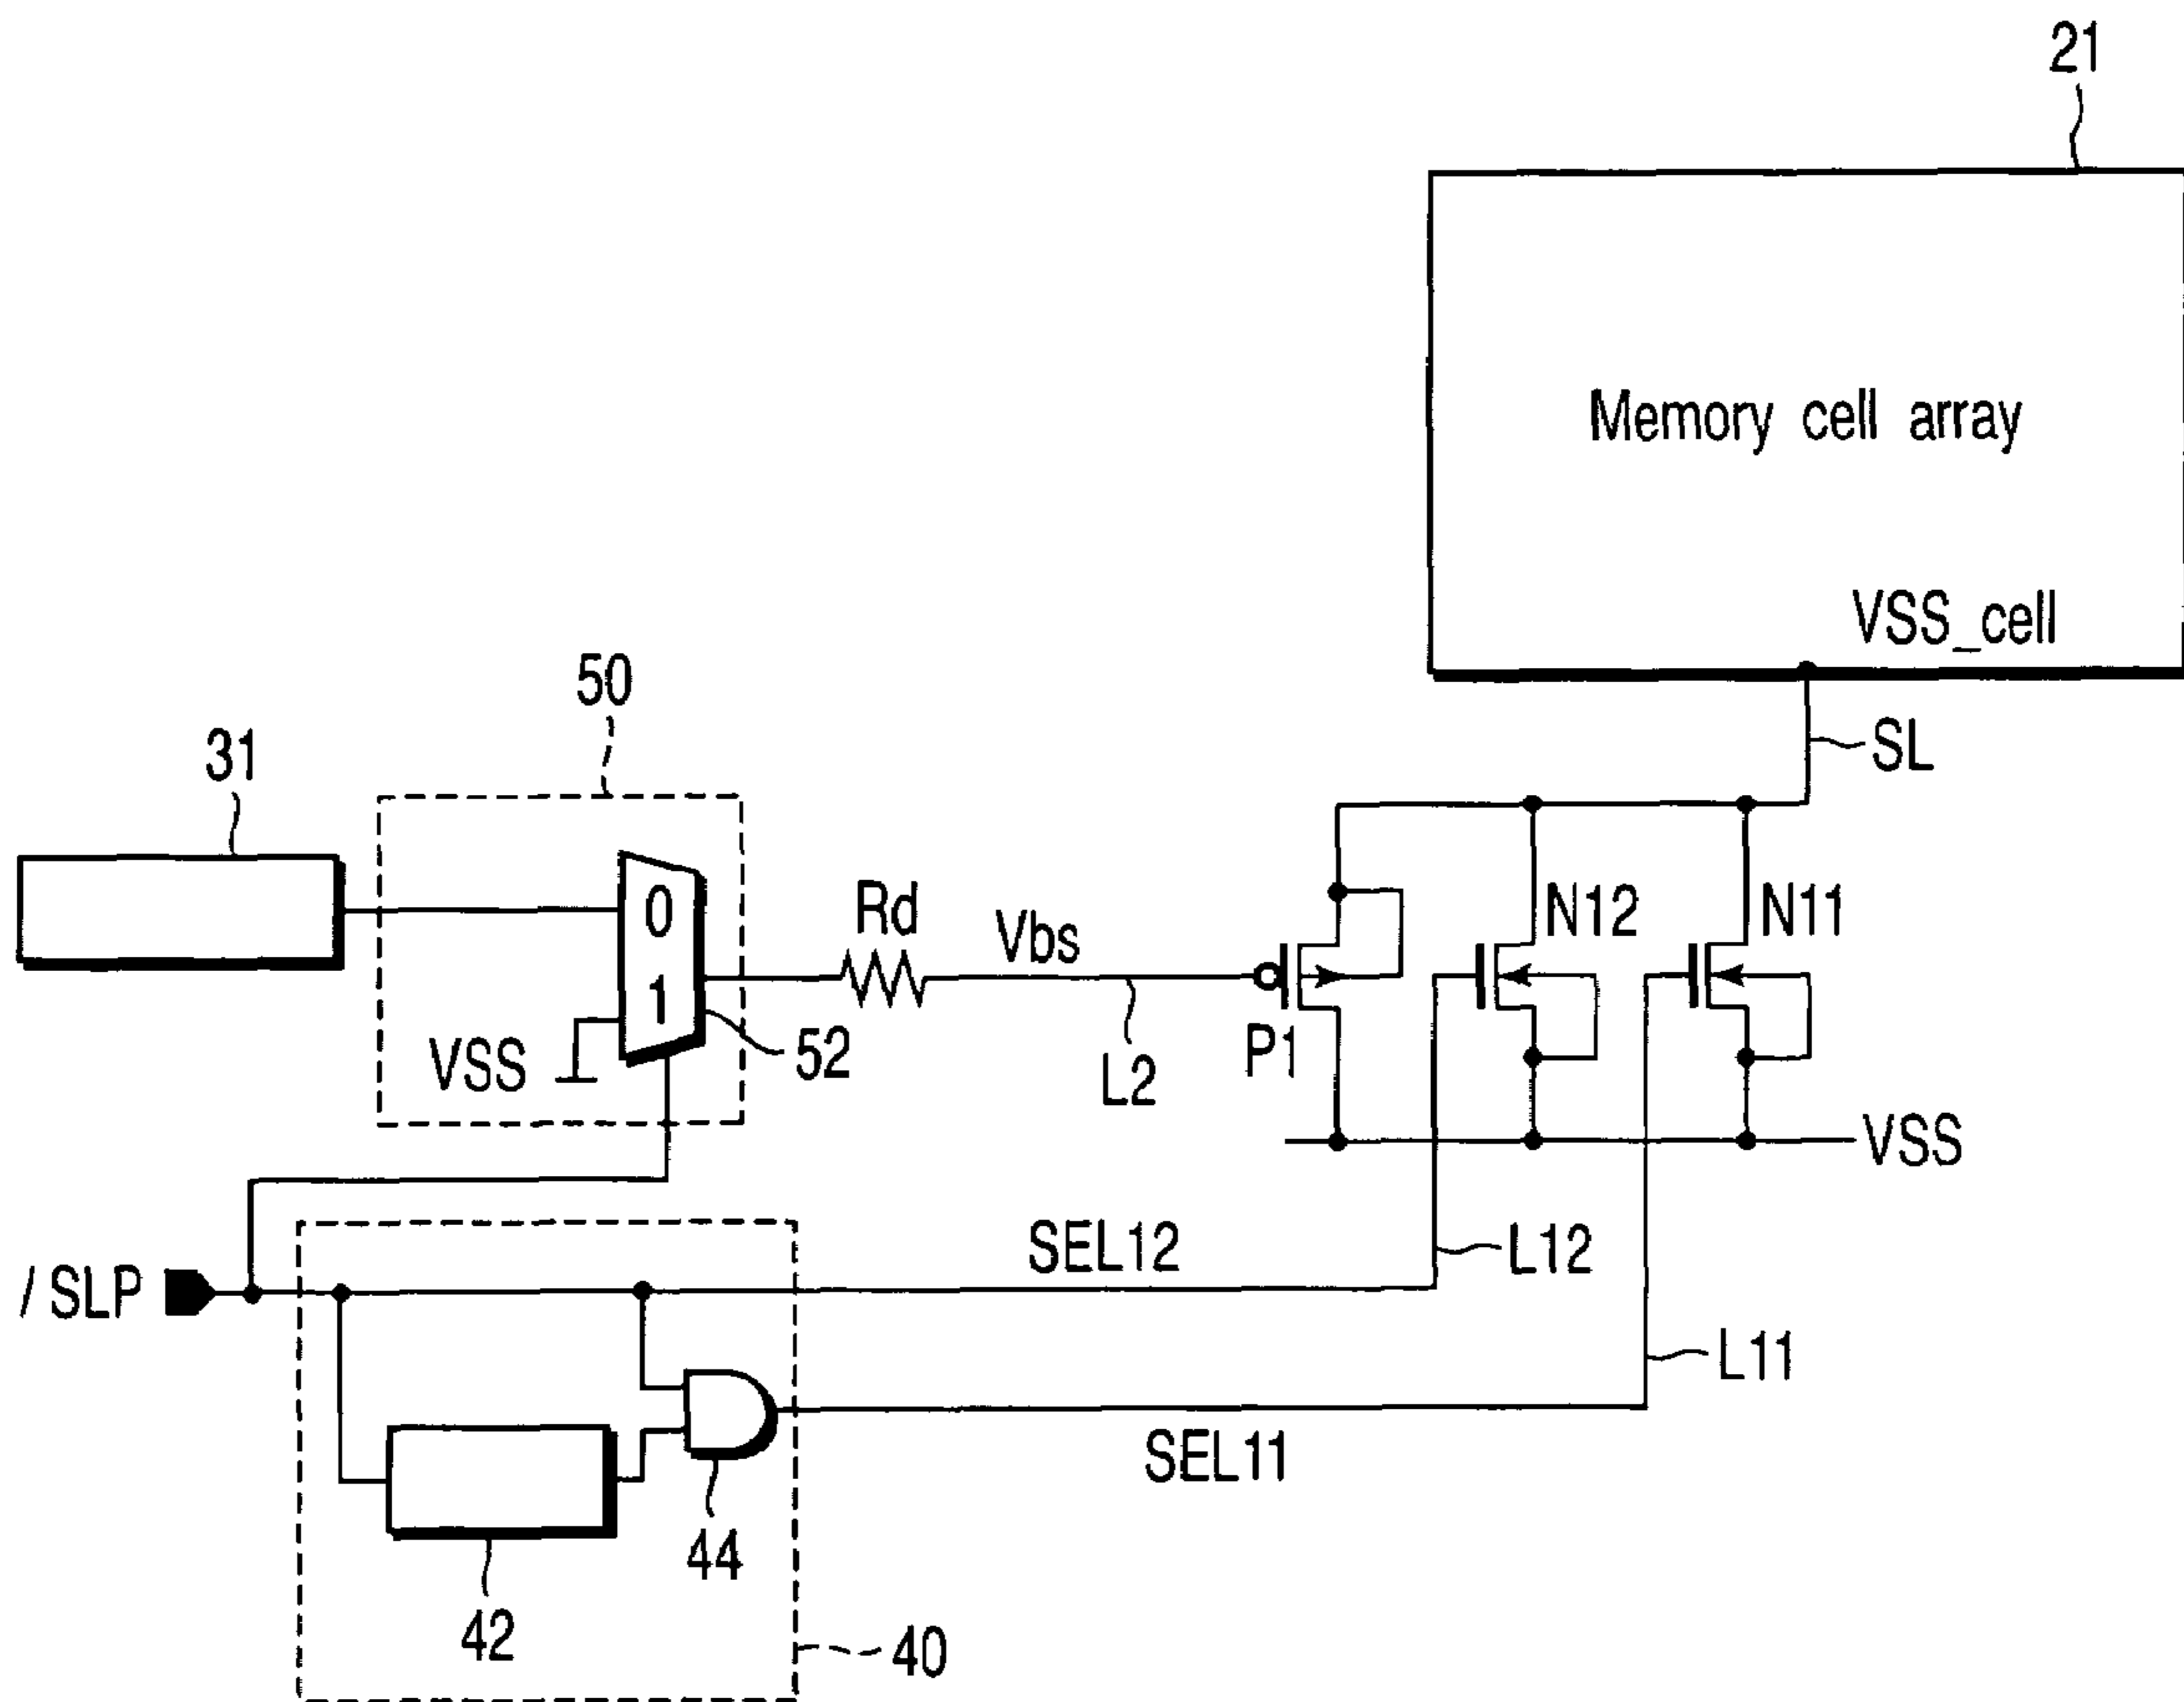 21
Memory cell array
VSS_cell
50
SL
31
0
Rd
Vbs
N12
N11
1
VSS
52
P1
L2
VSS
SEL12
L12
/ SLP
L11
SEL11
44
42
40